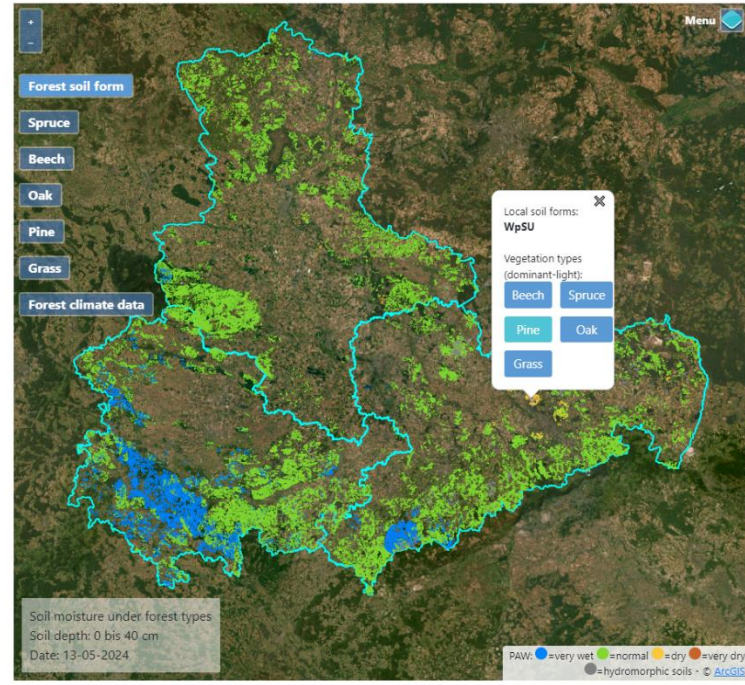 +
−
Menu
Forest soil form
Spruce
Beech
Oak
Pine
Grass
Forest climate data
Local soil forms:
WpSU
Vegetation types
(dominant-light):
Beech Spruce
Pine Oak
Grass
Soil moisture under forest types
Soil depth: 0 bis 40 cm
Date: 13-05-2024
PAW: =very wet =normal =dry =very dry
=hydromorphic soils - © ArcGIS